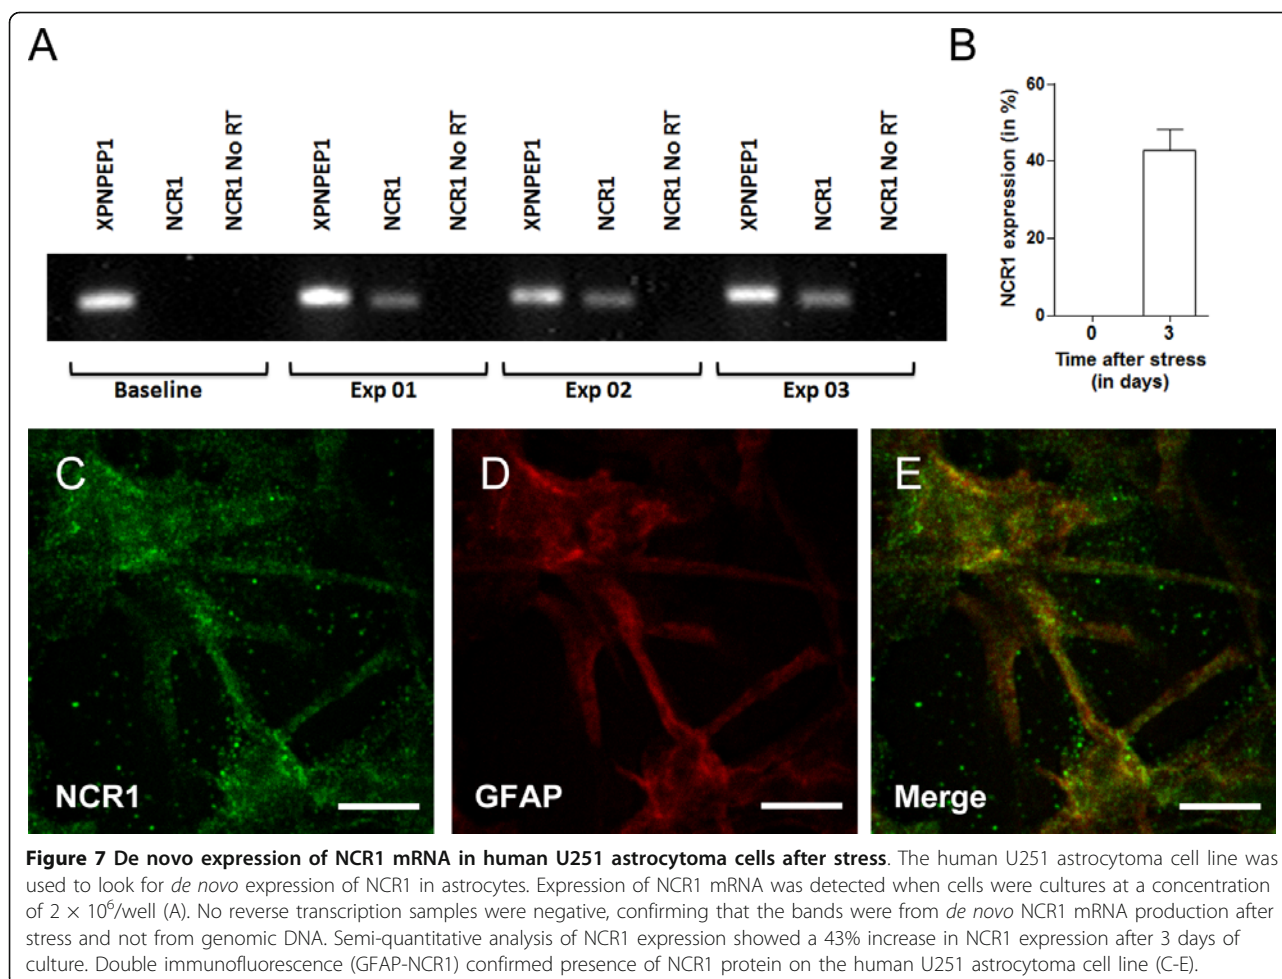 A
B
XPNPEP1
NCR1
NCR1 No RT
XPNPEP1
NCR1
NCR1 No RT
XPNPEP1
NCR1
NCR1 No RT
XPNPEP1
NCR1
NCR1 No RT
Baseline
Exp 01
Exp 02
Exp 03
NCR1 expression (in %)
60
40
20
0
0
3
Time after stress
(in days)
C
NCR1
D
GFAP
E
Merge
Figure 7 De novo expression of NCR1 mRNA in human U251 astrocytoma cells after stress. The human U251 astrocytoma cell line was
used to look for de novo expression of NCR1 in astrocytes. Expression of NCR1 mRNA was detected when cells were cultures at a concentration
of 2 × 10⁶/well (A). No reverse transcription samples were negative, confirming that the bands were from de novo NCR1 mRNA production after
stress and not from genomic DNA. Semi-quantitative analysis of NCR1 expression showed a 43% increase in NCR1 expression after 3 days of
culture. Double immunofluorescence (GFAP-NCR1) confirmed presence of NCR1 protein on the human U251 astrocytoma cell line (C-E).